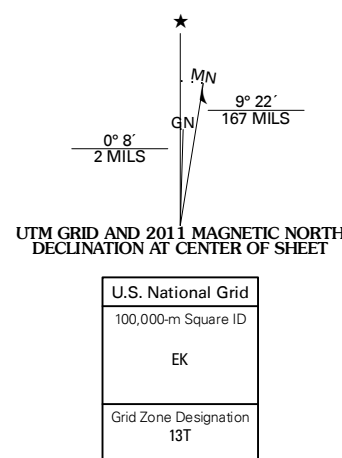 MN
GN
9° 22´
167 MILS
0° 8´
2 MILS
UTM GRID AND 2011 MAGNETIC NORTH
DECLINATION AT CENTER OF SHEET
U.S. National Grid
100,000-m Square ID
EK
Grid Zone Designation
13T